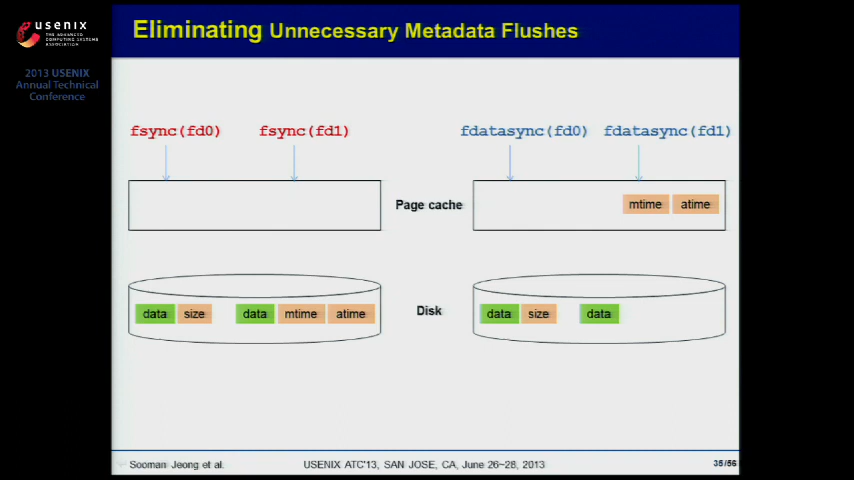 usenix
THE ADVANCED
COMPUTING SYSTEMS
ASSOCIATION
2013 USENIX
Annual Technical
Conference
Eliminating Unnecessary Metadata Flushes
fsync(fd0) fsync(fd1) fdatasync(fd0) fdatasync(fd1)
Page cache mtime atime
data size data mtime atime Disk data size data
Sooman Jeong et al. USENIX ATC'13, SAN JOSE, CA, June 26~28, 2013 35/56